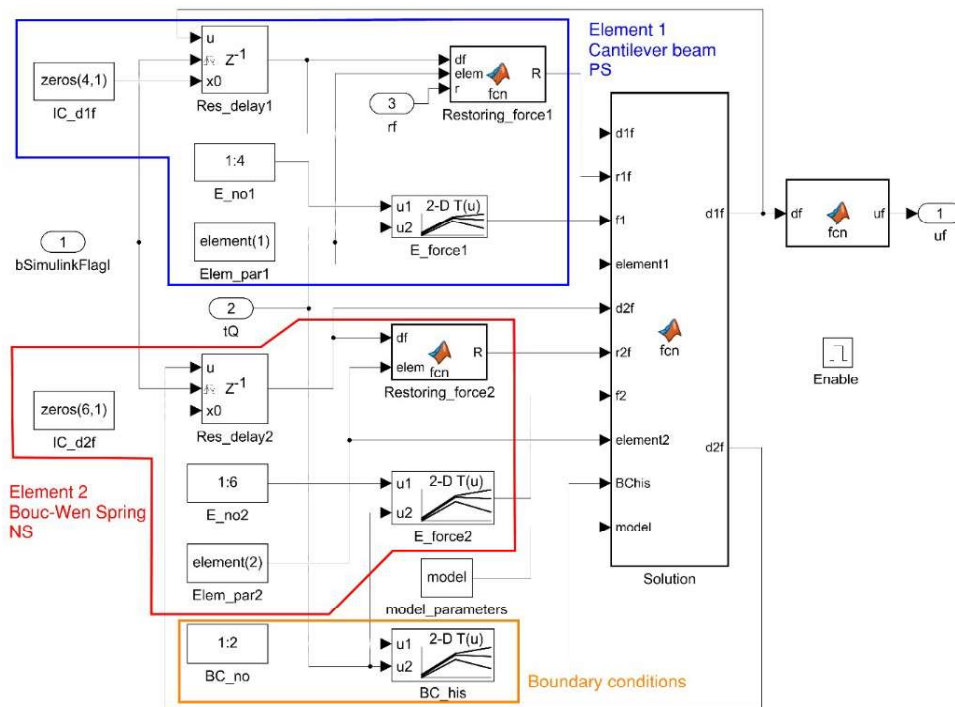 u
Z-1
x0
Res_delay1
zeros(4,1)
IC_d1f
df
elem
r
fcn
R
Restoring_force1
3
rf
Element 1
Cantilever beam
PS
1:4
E_no1
u1
u2
2-D T(u)
E_force1
element(1)
Elem_par1
1
bSimulinkFlagI
2
tQ
d1f
r1f
f1
element1
d2f
r2f
f2
element2
BChis
model
fcn
d1f
d2f
Solution
df
fcn
uf
1
uf
Enable
u
Z-1
x0
Res_delay2
zeros(6,1)
IC_d2f
df
elem
fcn
R
Restoring_force2
Element 2
Bouc-Wen Spring
NS
1:6
E_no2
u1
u2
2-D T(u)
E_force2
element(2)
Elem_par2
model
model_parameters
1:2
BC_no
u1
u2
2-D T(u)
BC_his
Boundary conditions